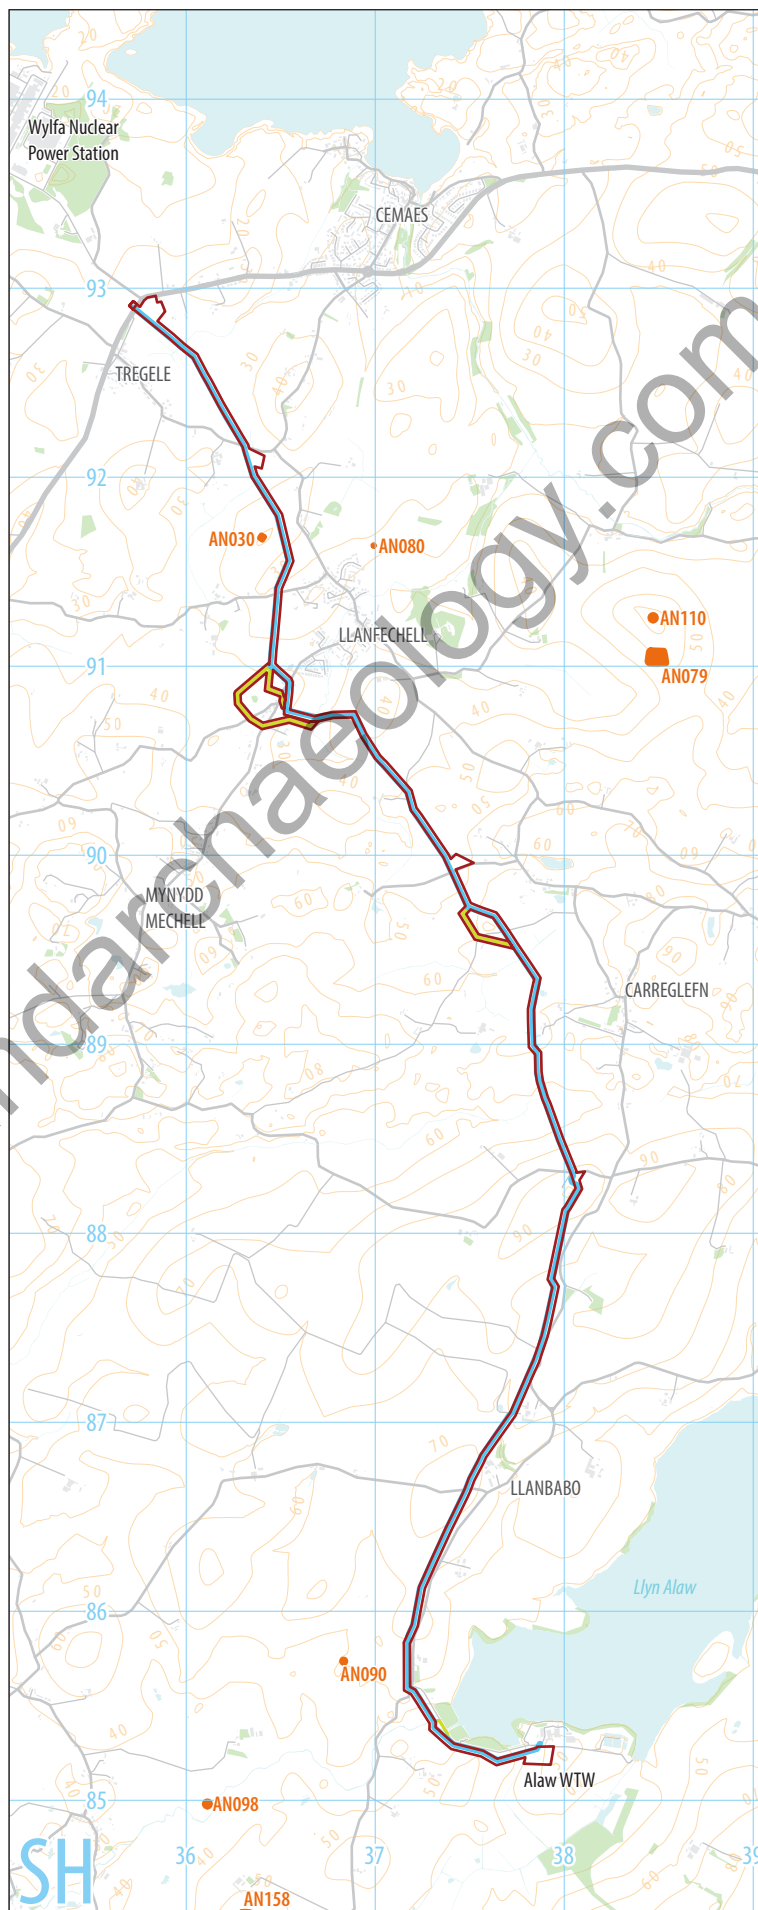 94
Wylfa Nuclear
Power Station
CEMAES
93
TREGELE
92
AN030
AN080
AN110
LLANFECHELL
91
AN079
90
MYNYDD
MECHELL
CARREGLEFN
ndarchaeology.com
89
88
87
LLANBABO
Llyn Alaw
86
AN090
Alaw WTW
85
AN098
SH
36
37
38
39
AN158